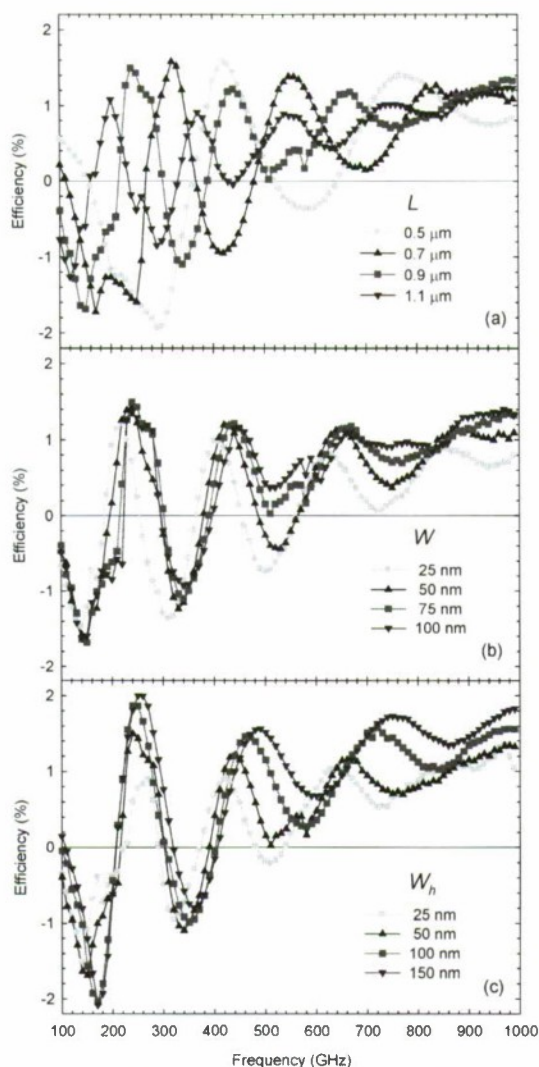 2
1
0
-1
-2
Efficiency (%)
L
0.5 μm
0.7 μm
0.9 μm
1.1 μm
(a)
2
1
0
-1
-2
Efficiency (%)
W
25 nm
50 nm
75 nm
100 nm
(b)
2
1
0
-1
-2
Efficiency (%)
W_h
25 nm
50 nm
100 nm
150 nm
(c)
100 200 300 400 500 600 700 800 900 1000
Frequency (GHz)